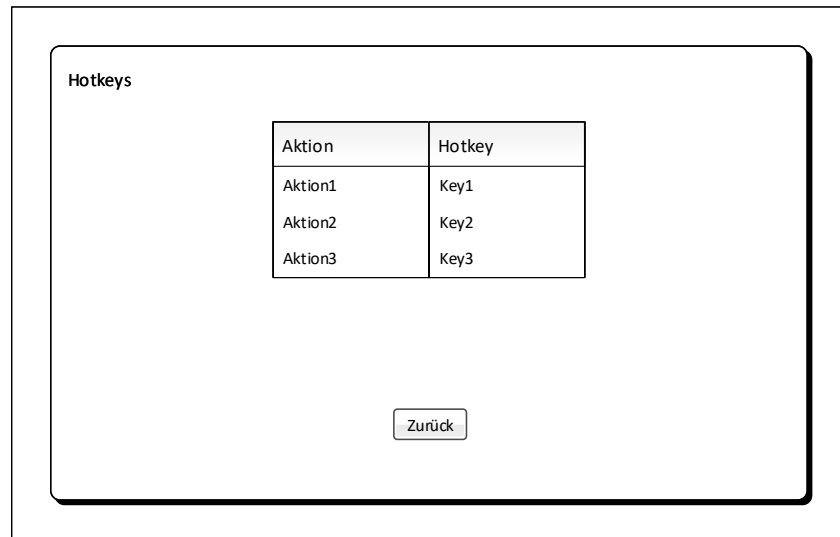 Hotkeys
Aktion Hotkey
Aktion1 Key1
Aktion2 Key2
Aktion3 Key3
Zurück